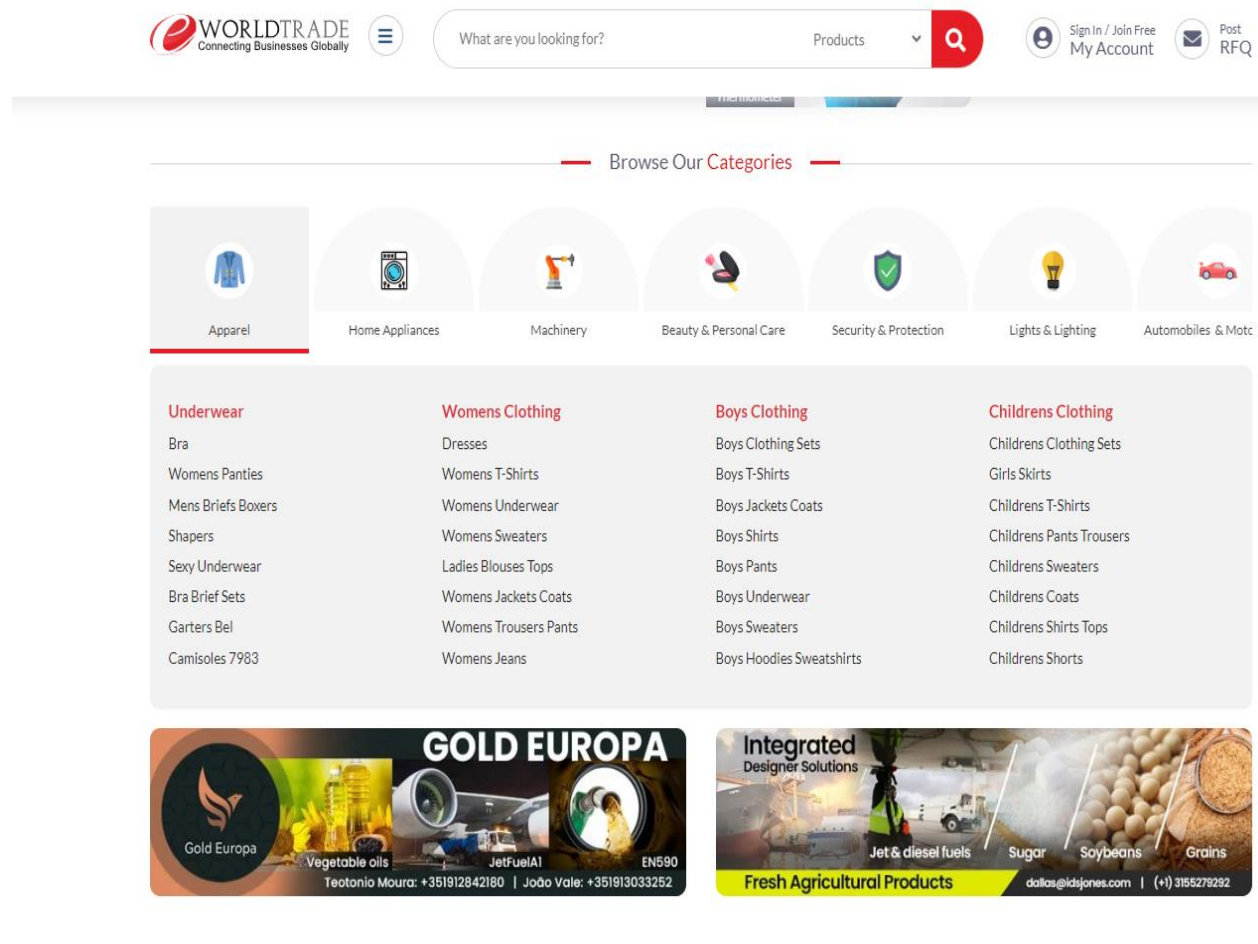 WORLDTRADE
Connecting Businesses Globally
What are you looking for?
Products
Sign In / Join Free
My Account
Post
RFQ
Thermometer
Browse Our Categories
Apparel
Home Appliances
Machinery
Beauty & Personal Care
Security & Protection
Lights & Lighting
Automobiles & Motc
Underwear
Bra
Womens Panties
Mens Briefs Boxers
Shapers
Sexy Underwear
Bra Brief Sets
Garters Bel
Camisoles 7983
Womens Clothing
Dresses
Womens T-Shirts
Womens Underwear
Womens Sweaters
Ladies Blouses Tops
Womens Jackets Coats
Womens Trousers Pants
Womens Jeans
Boys Clothing
Boys Clothing Sets
Boys T-Shirts
Boys Jackets Coats
Boys Shirts
Boys Pants
Boys Underwear
Boys Sweaters
Boys Hoodies Sweatshirts
Childrens Clothing
Childrens Clothing Sets
Girls Skirts
Childrens T-Shirts
Childrens Pants Trousers
Childrens Sweaters
Childrens Coats
Childrens Shirts Tops
Childrens Shorts
GOLD EUROPA
Gold Europa
Vegetable oils
JetFuelA1
EN590
Teotonio Moura: +351912842180 | João Vale: +351913033252
Integrated
Designer Solutions
Jet & diesel fuels
Sugar
Soybeans
Grains
Fresh Agricultural Products
dallas@idsjones.com | (+1) 3155279292